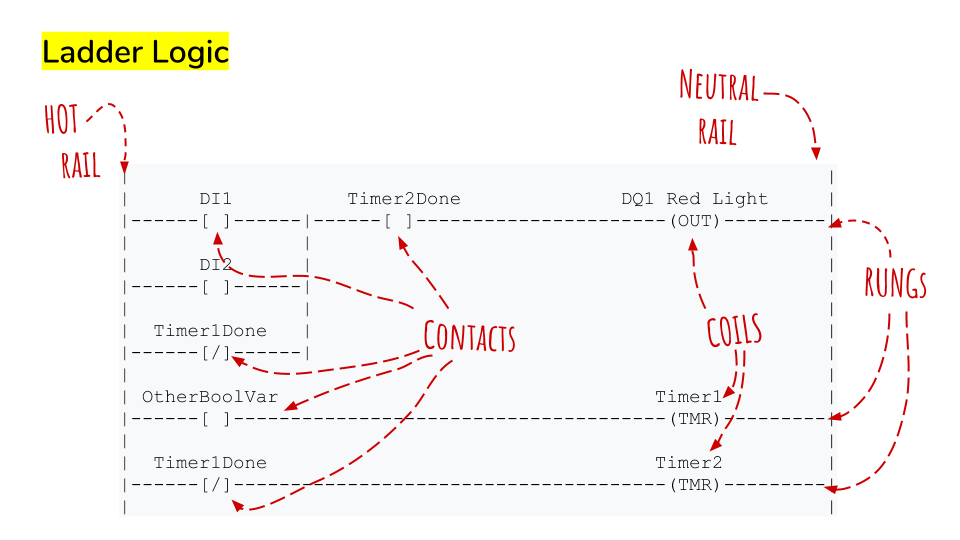 Ladder Logic
HOT
RAIL
NEUTRAL
RAIL
| |
| DI1 Timer2Done DQ1 Red Light |
|------[ ]------|------[ ]----------------------(OUT)---------|
| DI2 | |
|------[ ]------| |
RUNGS
| Timer1Done | |
|------[/]------| |
CONTACTS
COILS
| OtherBoolVar Timer1 |
|------[ ]---------------------------------------(TMR)---------|
| Timer1Done Timer2 |
|------[/]---------------------------------------(TMR)---------|
| |